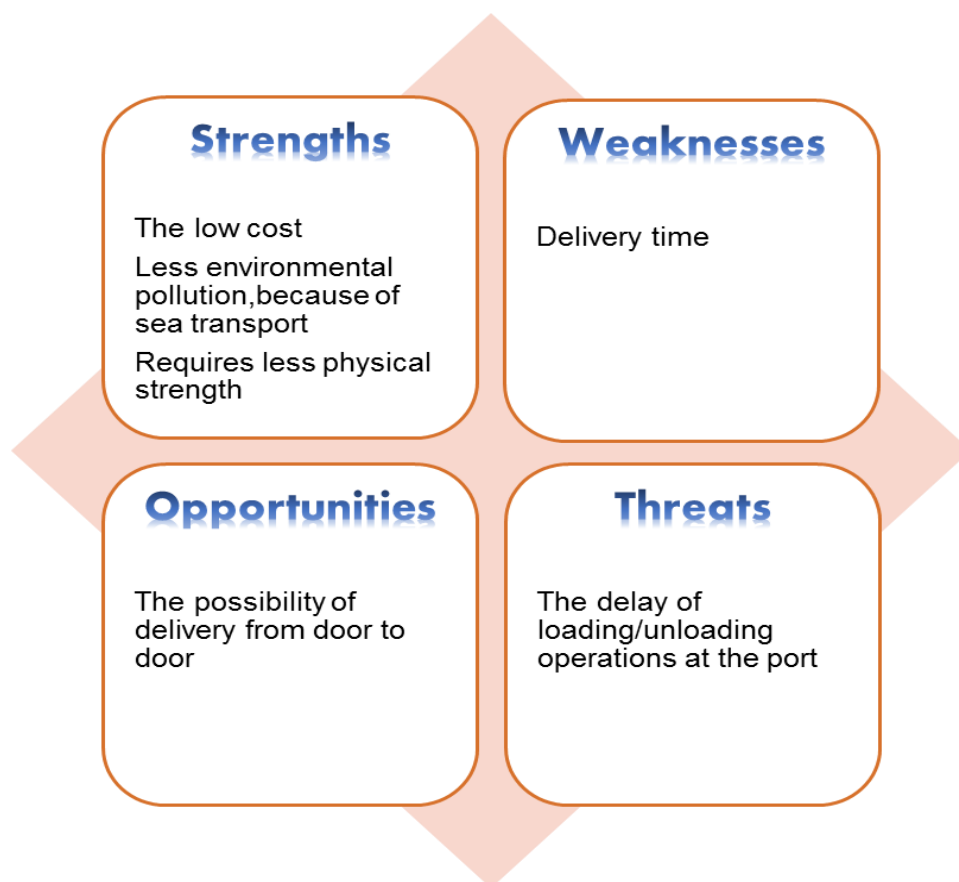 Strengths
The low cost
Less environmental
pollution,because of
sea transport
Requires less physical
strength
Weaknesses
Delivery time
Opportunities
The possibility of
delivery from door to
door
Threats
The delay of
loading/unloading
operations at the port